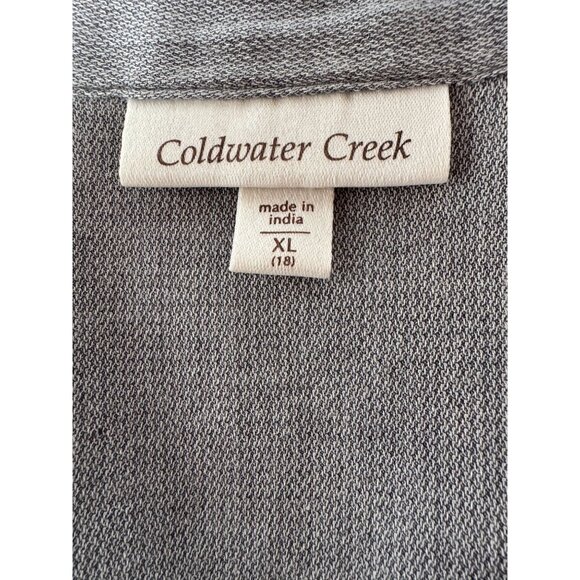 Coldwater Creek
made in
india
XL
(18)